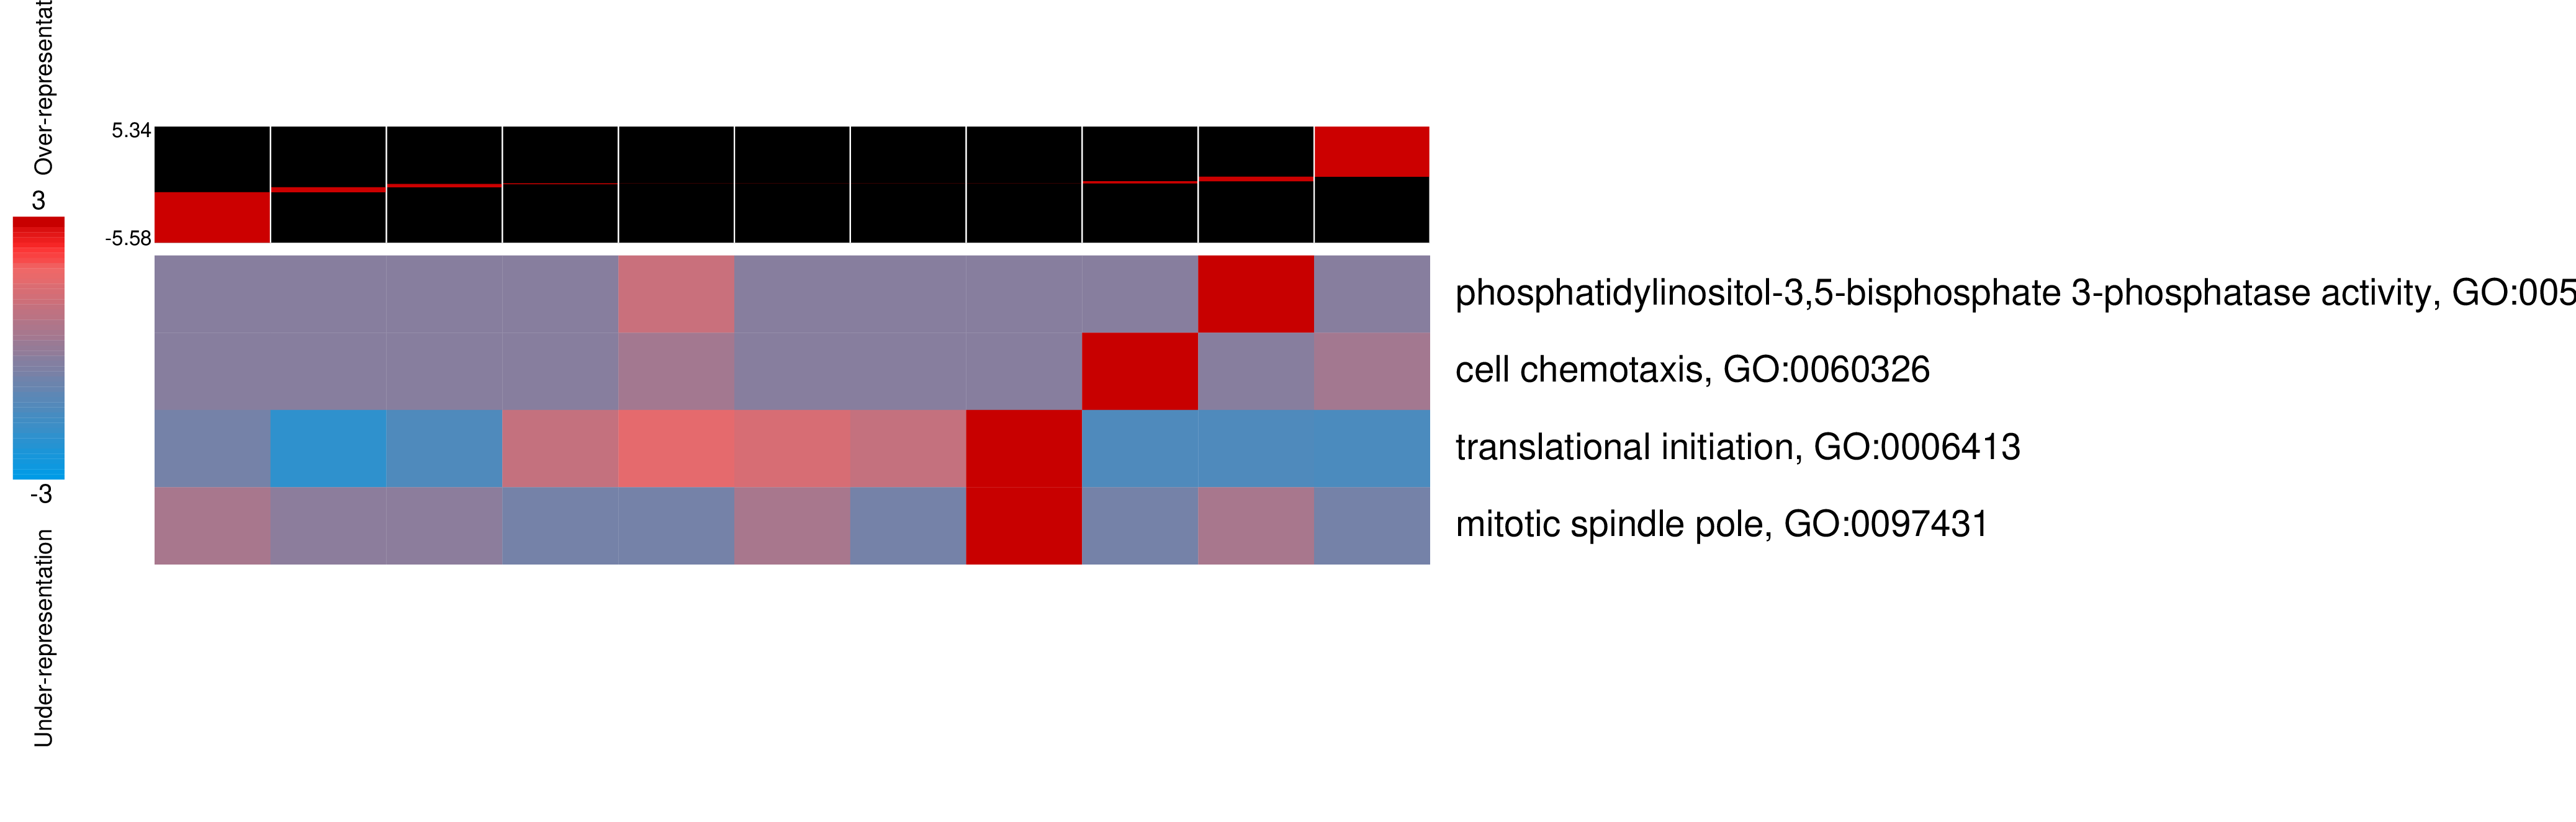 Over-representat
5.34
-5.58
3
-3
Under-representation
phosphatidylinositol-3,5-bisphosphate 3-phosphatase activity, GO:005
cell chemotaxis, GO:0060326
translational initiation, GO:0006413
mitotic spindle pole, GO:0097431